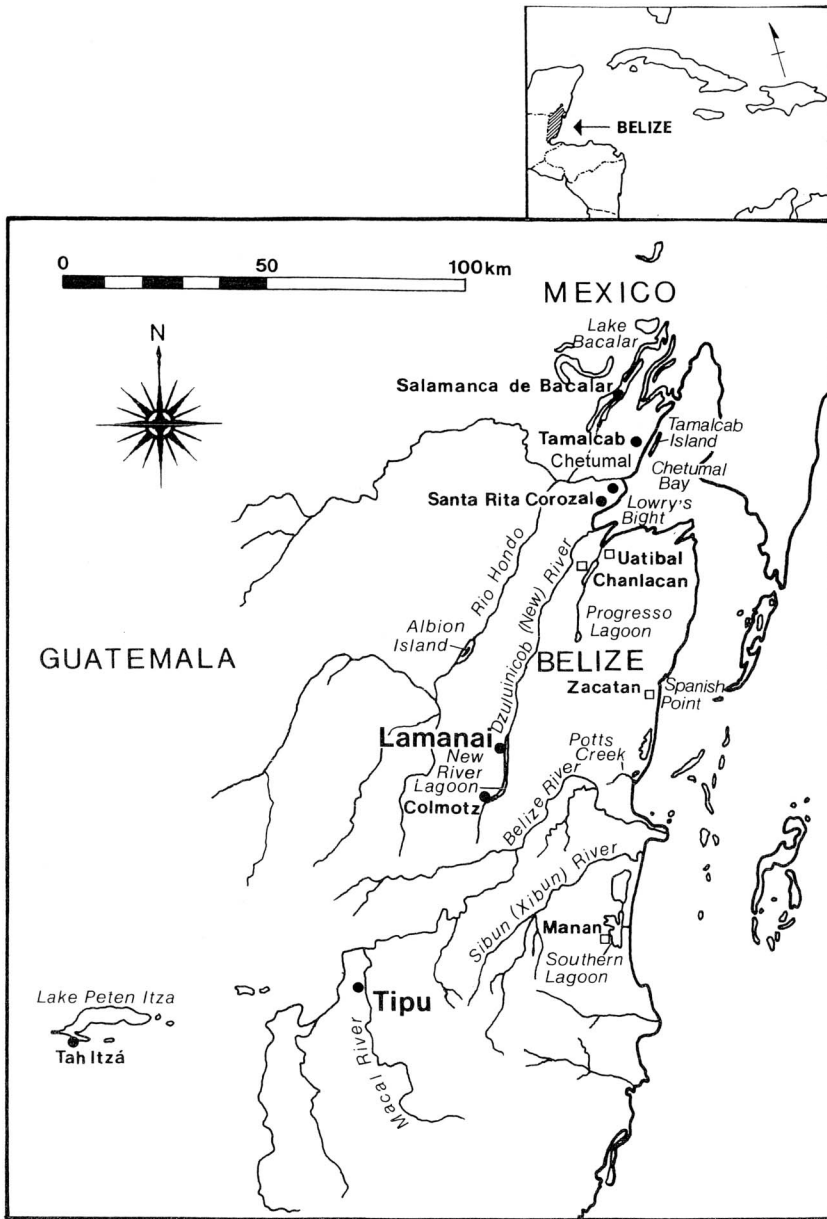 BELIZE
0 50 100 km
MEXICO
Lake
Bacalar
N
Salamanca de Bacalar
Tamalcab
Island
Tamalcab
Chetumal
Chetumal
Bay
Santa Rita Corozal
Lowry's
Bight
Uatibal
Chanlacan
Rio Hondo
Dzuluinicob (New) River
Progresso
Lagoon
Albion
Island
GUATEMALA
BELIZE
Zacatan
Spanish
Point
Lamanai
New
River
Lagoon
Potts
Creek
Colmotz
Belize River
Sibun (Xibun) River
Manan
Southern
Lagoon
Lake Peten Itza
Tipu
Tah Itzá
Macal River